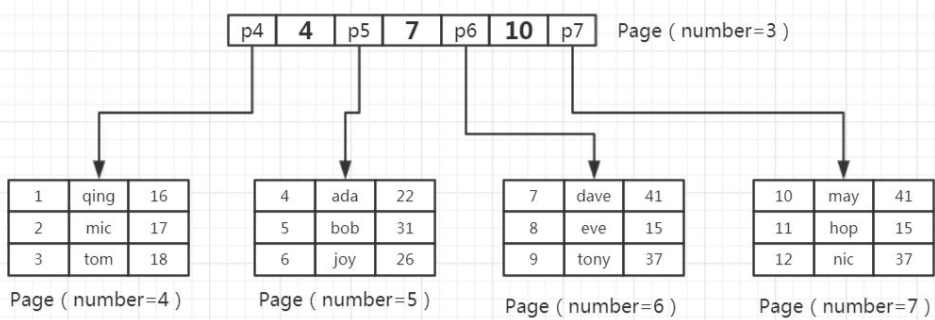 p4 4 p5 7 p6 10 p7 Page ( number=3 )
1 qing 16
2 mic 17
3 tom 18
Page ( number=4 )
4 ada 22
5 bob 31
6 joy 26
Page ( number=5 )
7 dave 41
8 eve 15
9 tony 37
Page ( number=6 )
10 may 41
11 hop 15
12 nic 37
Page ( number=7 )